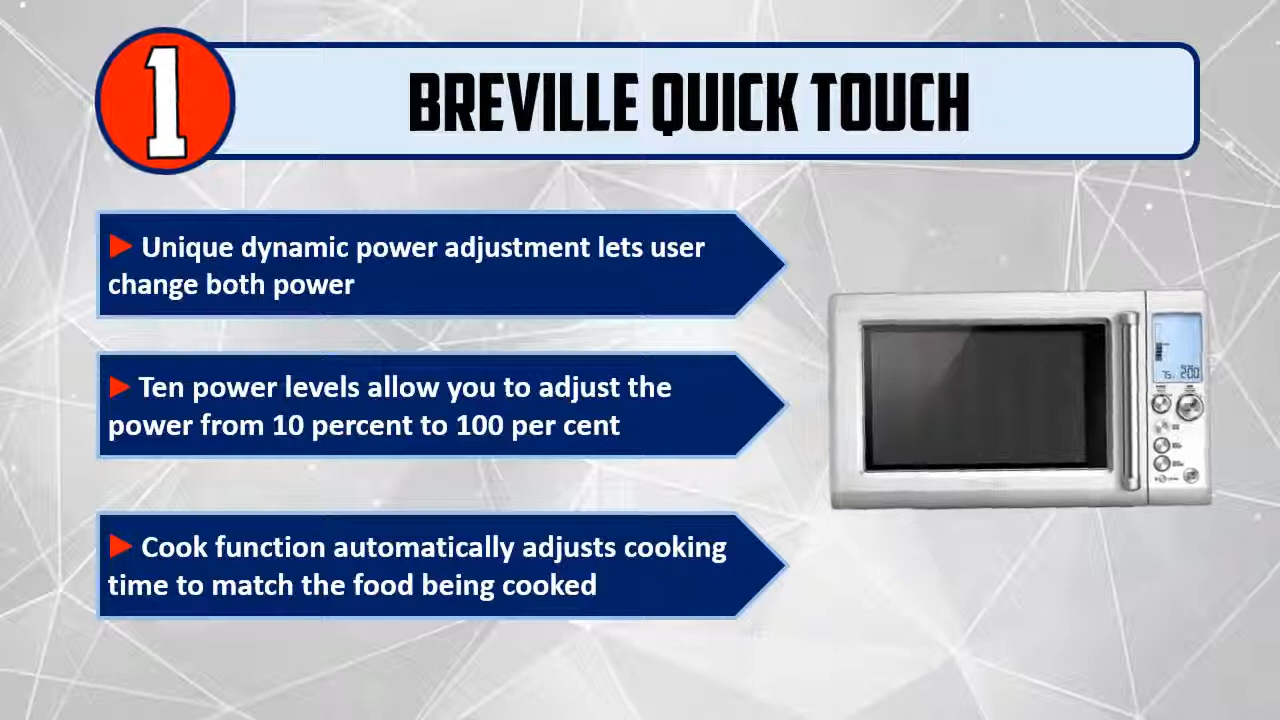 1
BREVILLE QUICK TOUCH
Unique dynamic power adjustment lets user
change both power
Ten power levels allow you to adjust the
power from 10 percent to 100 per cent
Cook function automatically adjusts cooking
time to match the food being cooked